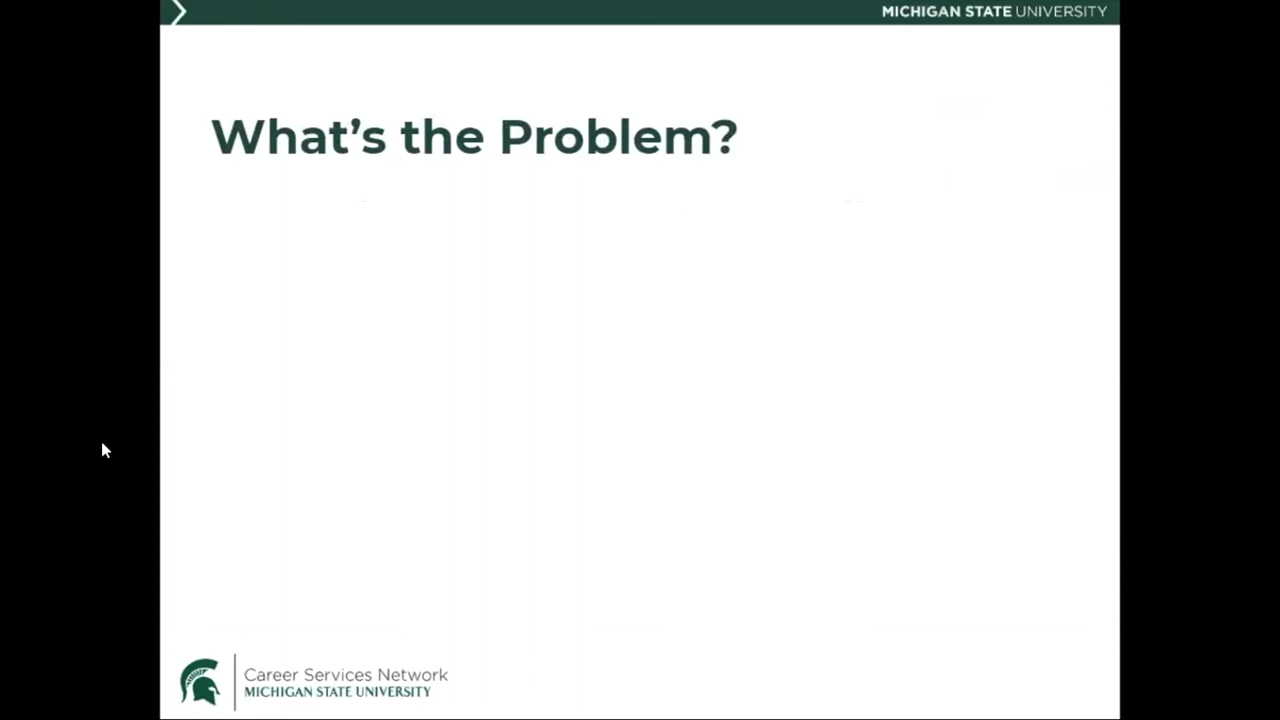 MICHIGAN STATE UNIVERSITY
What’s the Problem?
Career Services Network
MICHIGAN STATE UNIVERSITY